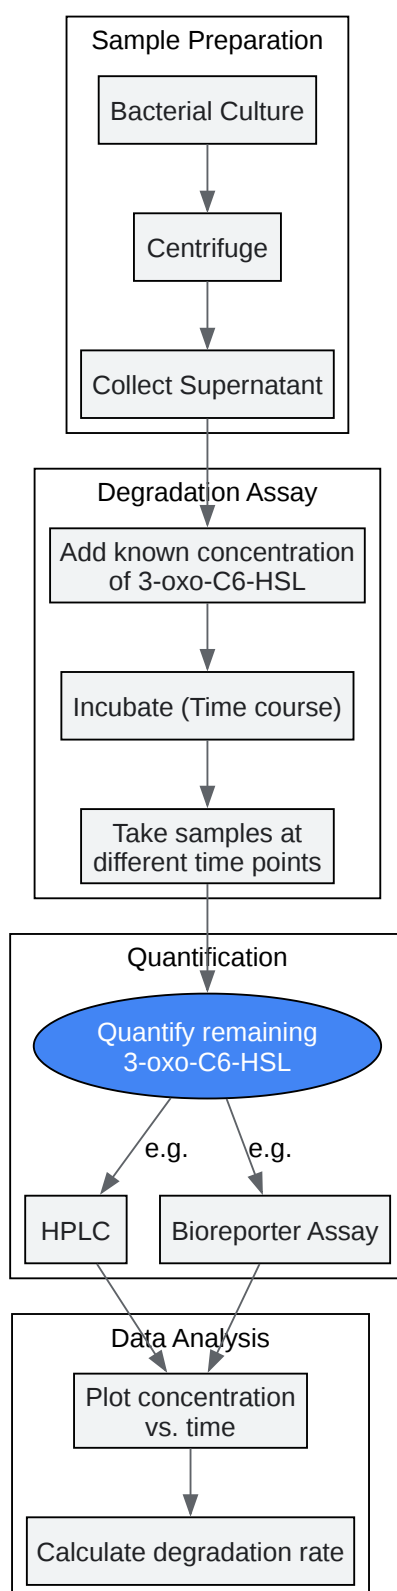 Sample Preparation
Bacterial Culture
Centrifuge
Collect Supernatant
Degradation Assay
Add known concentration
of 3-oxo-C6-HSL
Incubate (Time course)
Take samples at
different time points
Quantification
Quantify remaining
3-oxo-C6-HSL
e.g.
e.g.
HPLC
Bioreporter Assay
Data Analysis
Plot concentration
vs. time
Calculate degradation rate